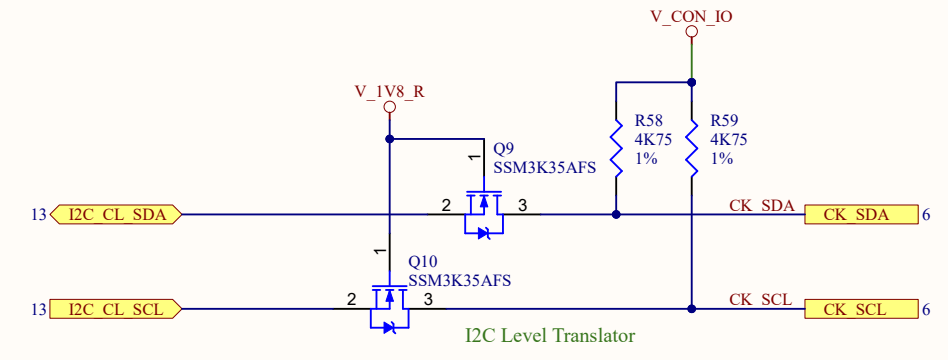 V_CON_IO
V_1V8_R
R58
4K75
1%
R59
4K75
1%
Q9
SSM3K35AFS
1
13
I2C_CL_SDA
2
3
CK_SDA
CK_SDA
6
1
Q10
SSM3K35AFS
13
I2C_CL_SCL
2
3
CK_SCL
CK_SCL
6
I2C Level Translator